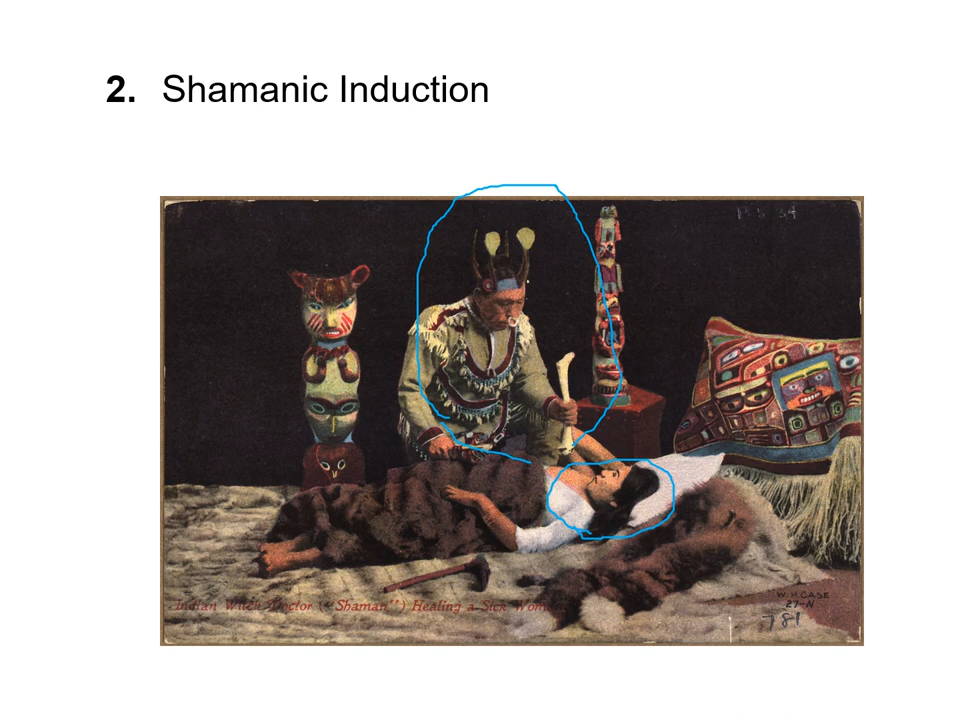 2. Shamanic Induction
Indian Witch Doctor ("Shaman") Healing a Sick Woman
W. H. CASE
27-N
781